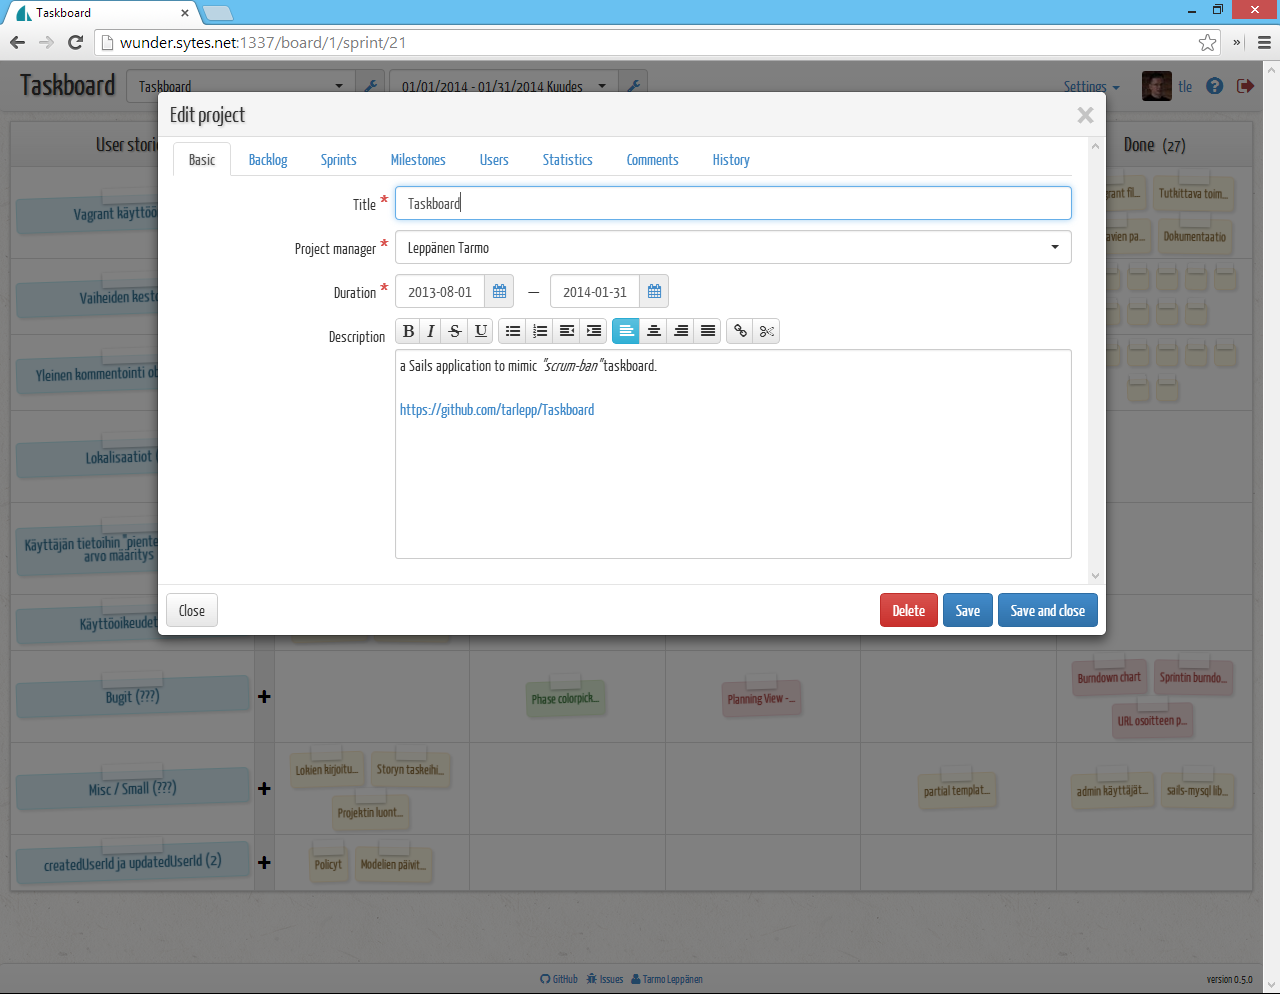 Taskboard
wunder.sytes.net:1337/board/1/sprint/21
Taskboard Taskboard 01/01/2014 - 01/31/2014 Kuudes Settings tle
Edit project
Basic Backlog Sprints Milestones Users Statistics Comments History
Title * Taskboard
Project manager * Leppänen Tarmo
Duration * 2013-08-01 — 2014-01-31
Description B I S U
a Sails application to mimic "scrum-ban" taskboard.
https://github.com/tarlepp/Taskboard
Close Delete Save Save and close
User stori
Done (27)
Vagrant käyttöö
Tutkittava toim...
Dokumentaatio
Vaiheiden kest
Yleinen kommentointi ob
Lokalisaatiot (
Käyttäjän tietoihin "piente
arvo määritys
Käyttöoikeudet
Bugit (???)
Phase colorpick...
Planning View -...
Burndown chart
Sprintin burndo...
URL osoitteen p...
Misc / Small (???)
Lokien kirjoitu...
Storyn taskeihi...
Projektin luont...
partial templat...
admin käyttäjät...
sails-mysql lib...
createdUserId ja updatedUserId (2)
Policyt
Modelien päivit...
GitHub Issues Tarmo Leppänen
version 0.5.0